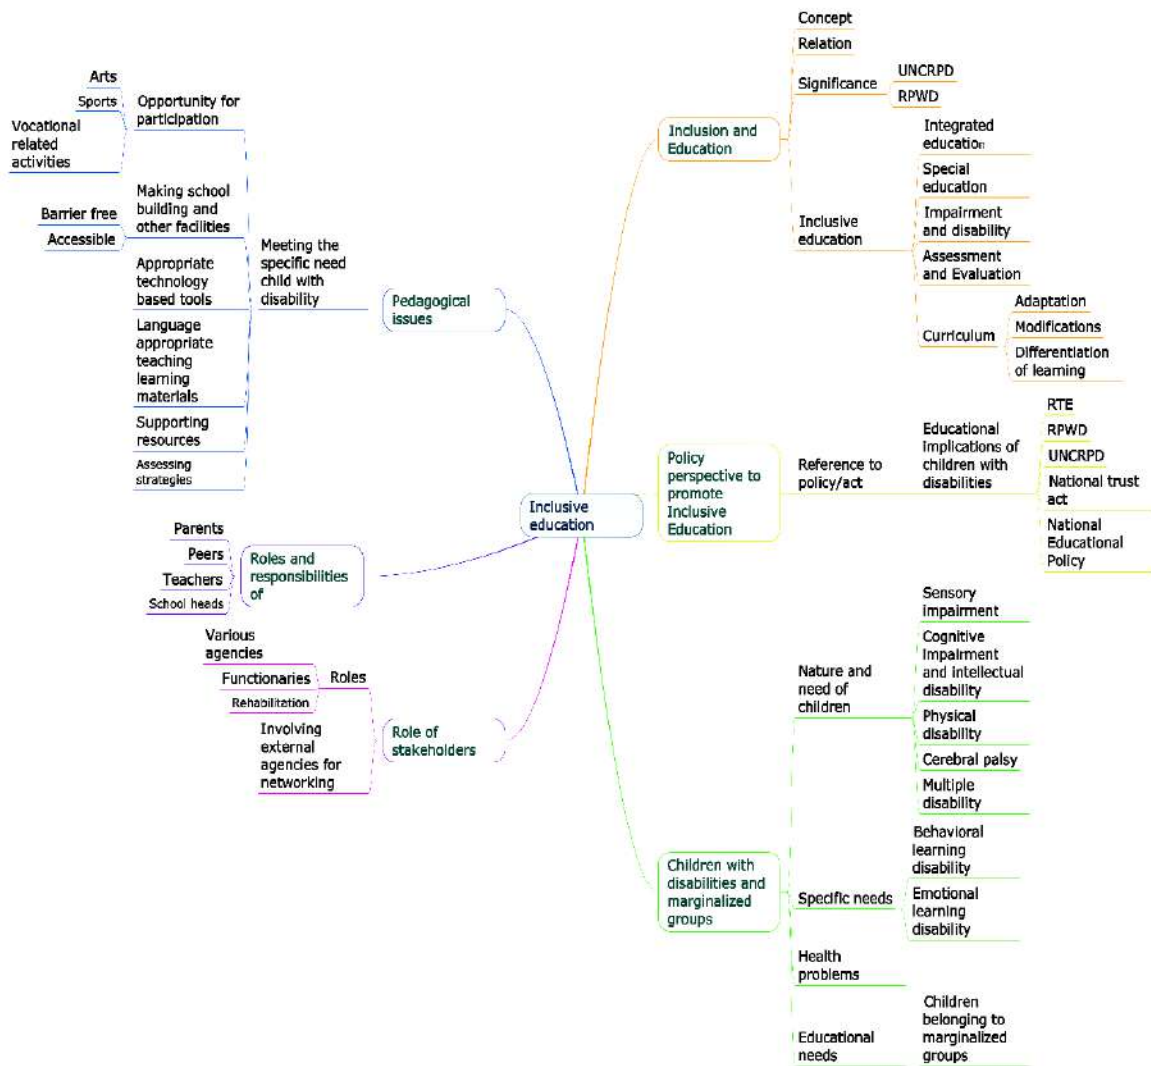 Inclusive
education
Inclusion and
Education
Concept
Relation
Significance
UNCRPD
RPWD
Inclusive
education
Integrated
education
Special
education
Impairment
and disability
Assessment
and Evaluation
Curriculum
Adaptation
Modifications
Differentiation
of learning
Policy
perspective to
promote
Inclusive
Education
Reference to
policy/act
Educational
Implications of
children with
disabilities
RTE
RPWD
UNCRPD
National trust
act
National
Educational
Policy
Children with
disabilities and
marginalized
groups
Nature and
need of
children
Sensory
impairment
Cognitive
Impairment
and intellectual
disability
Physical
disability
Cerebral palsy
Multiple
disability
Specific needs
Behavioral
learning
disability
Emotional
learning
disability
Health
problems
Educational
needs
Children
belonging to
marginalized
groups
Pedagogical
issues
Meeting the
specific need
child with
disability
Opportunity for
participation
Arts
Sports
Vocational
related
activities
Making school
building and
other facilities
Barrier free
Accessible
Appropriate
technology
based tools
Language
appropriate
teaching
learning
materials
Supporting
resources
Assessing
strategies
Roles and
responsibilities
of
Parents
Peers
Teachers
School heads
Role of
stakeholders
Roles
Various
agencies
Functionaries
Rehabilitation
Involving
external
agencies for
networking